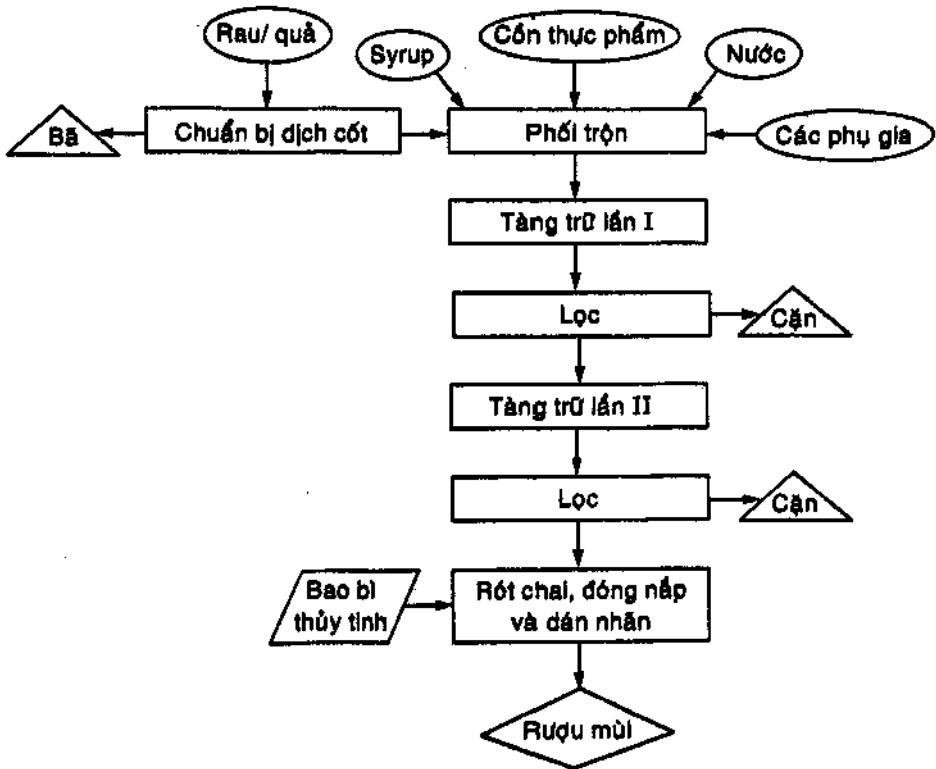 Rau/ quả
Cồn thực phẩm
Syrup
Nước
Bã
Chuẩn bị dịch cốt
Phối trộn
Các phụ gia
Tàng trữ lần I
Lọc
Cặn
Tàng trữ lần II
Lọc
Cặn
Bao bì
thủy tinh
Rót chai, đóng nắp
và dán nhãn
Rượu mùi